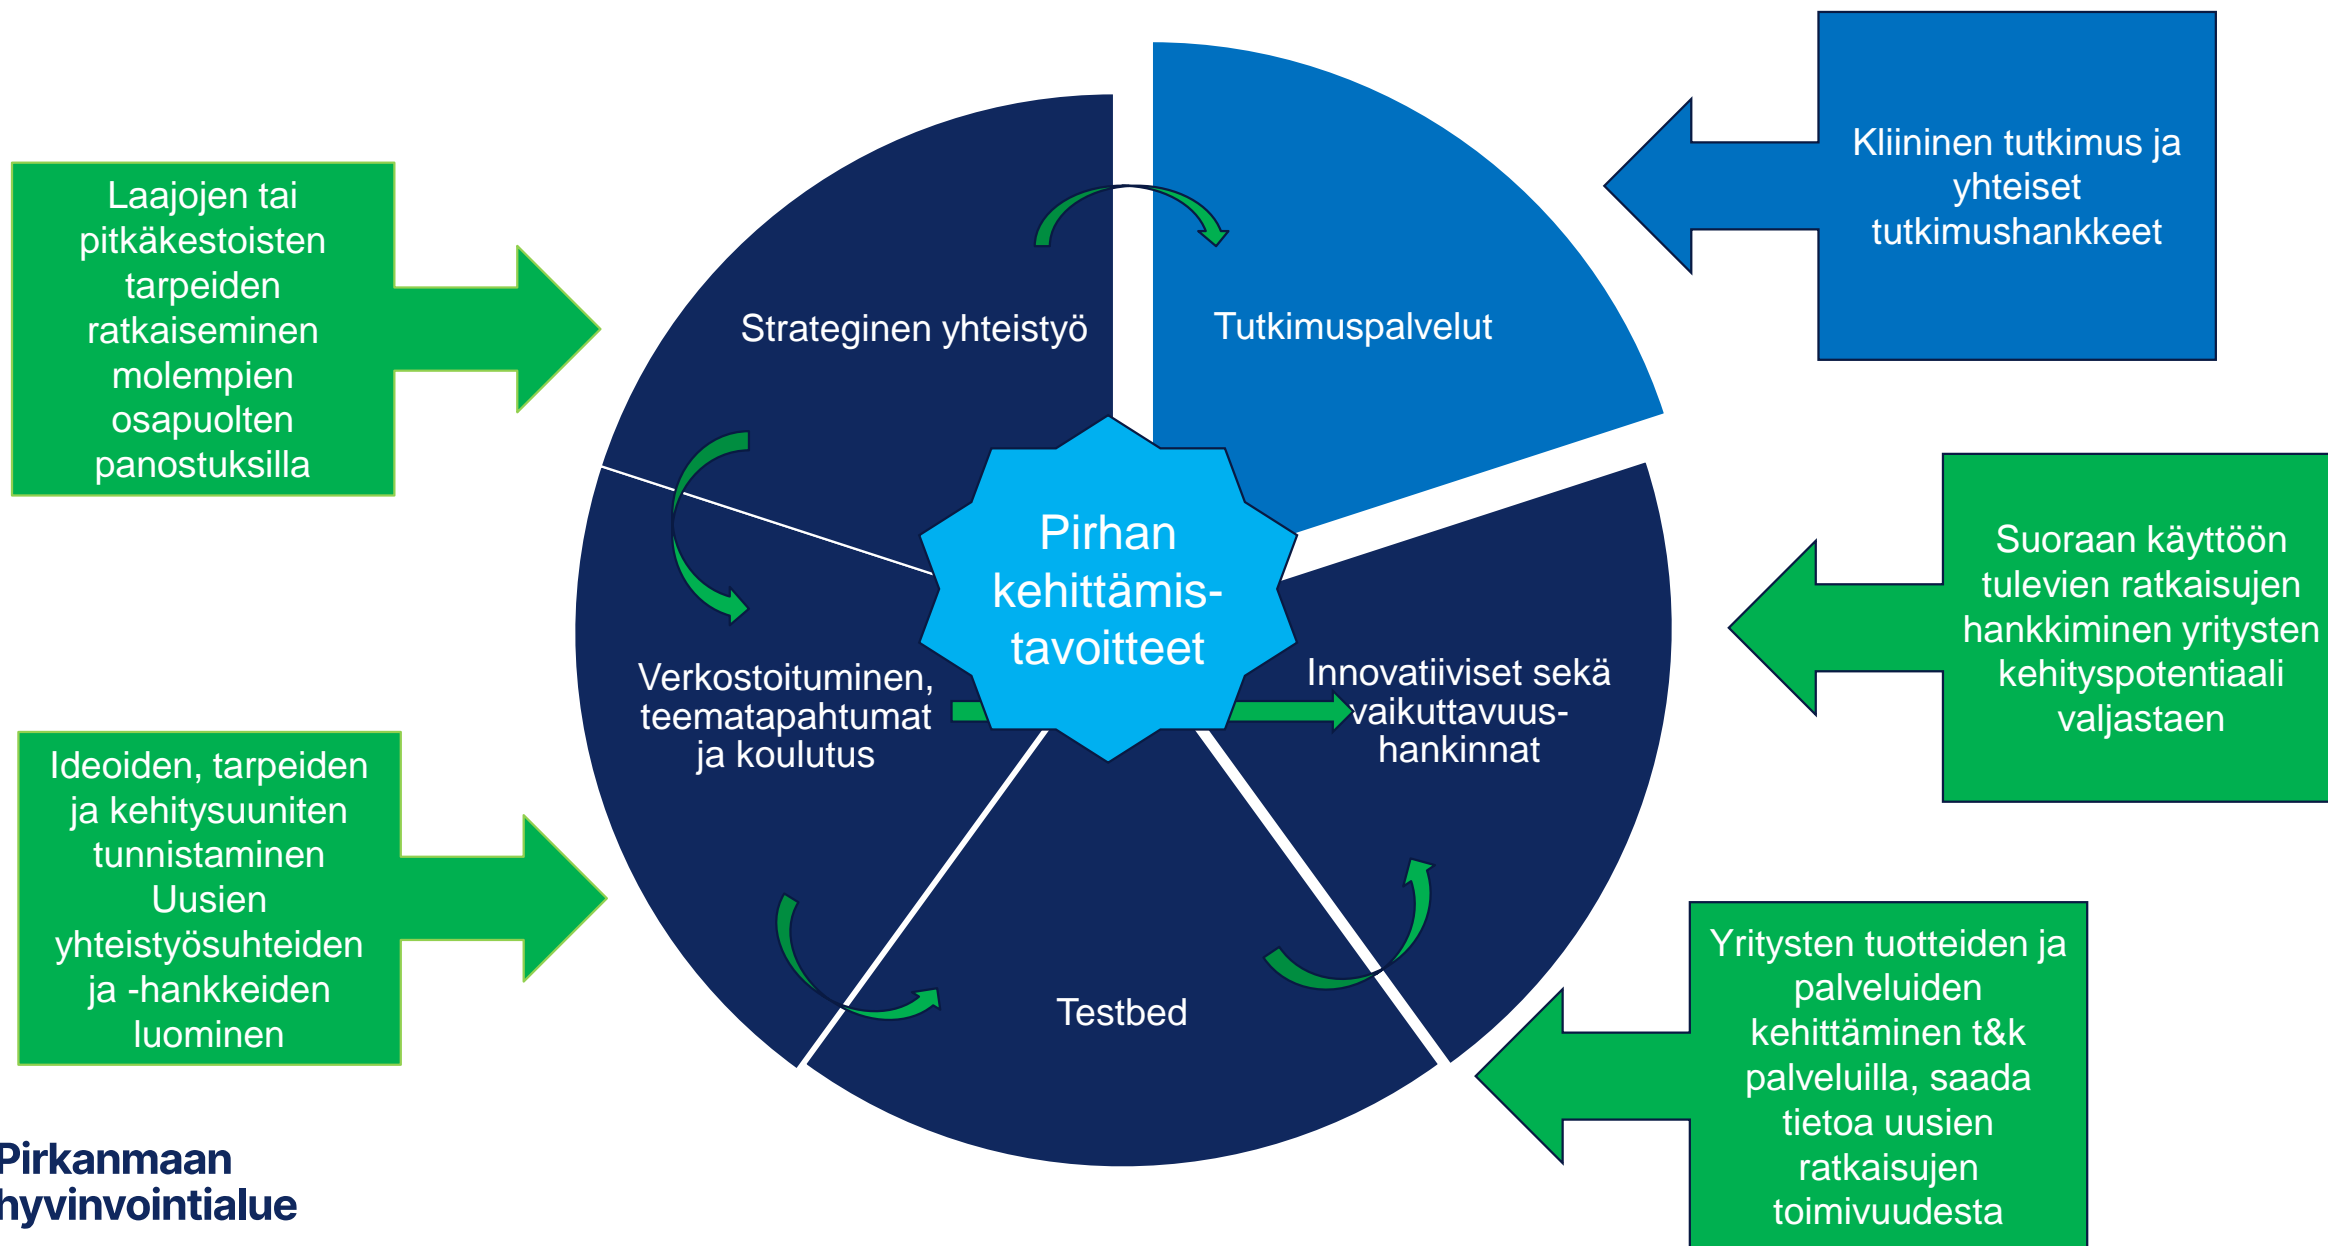 Laajojen tai
pitkäkestoisten
tarpeiden
ratkaiseminen
molempien
osapuolten
panostuksilla
Strateginen yhteistyö
Tutkimuspalvelut
Kliininen tutkimus ja
yhteiset
tutkimushankkeet
Pirhan
kehittämis-
tavoitteet
Suoraan käyttöön
tulevien ratkaisujen
hankkiminen yritysten
kehityspotentiaali
valjastaen
Verkostoituminen,
teematapahtumat
ja koulutus
Innovatiiviset sekä
vaikuttavuus-
hankinnat
Ideoiden, tarpeiden
ja kehitysuuniten
tunnistaminen
Uusien
yhteistyösuhteiden
ja -hankkeiden
luominen
Testbed
Yritysten tuotteiden ja
palveluiden
kehittäminen t&k
palveluilla, saada
tietoa uusien
ratkaisujen
toimivuudesta
Pirkanmaan
hyvinvointialue